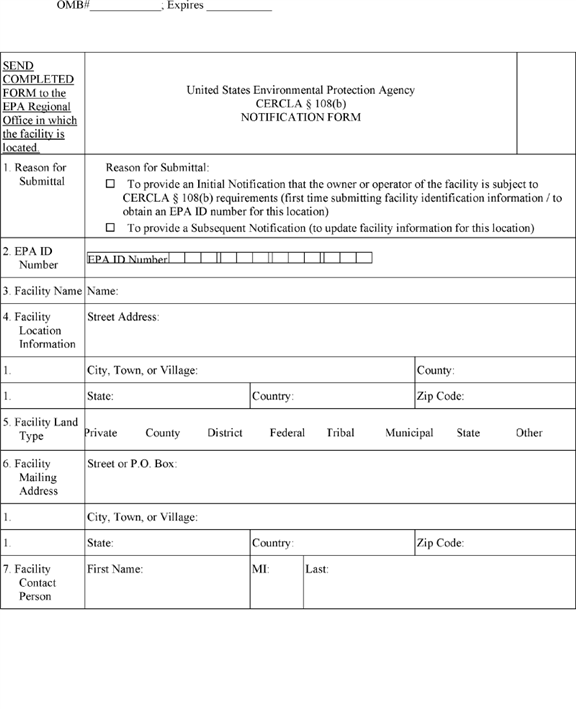 OMB#____________; Expires ___________
SEND
COMPLETED
FORM to the
EPA Regional
Office in which
the facility is
located.
United States Environmental Protection Agency
CERCLA § 108(b)
NOTIFICATION FORM
1. Reason for
Submittal
Reason for Submittal:
☐ To provide an Initial Notification that the owner or operator of the facility is subject to
CERCLA § 108(b) requirements (first time submitting facility identification information / to
obtain an EPA ID number for this location)
☐ To provide a Subsequent Notification (to update facility information for this location)
2. EPA ID
Number
EPA ID Number
3. Facility Name
Name:
4. Facility
Location
Information
Street Address:
1.
City, Town, or Village:
County:
1.
State:
Country:
Zip Code:
5. Facility Land
Type
Private County District Federal Tribal Municipal State Other
6. Facility
Mailing
Address
Street or P.O. Box:
1.
City, Town, or Village:
1.
State:
Country:
Zip Code:
7. Facility
Contact
Person
First Name:
MI:
Last: